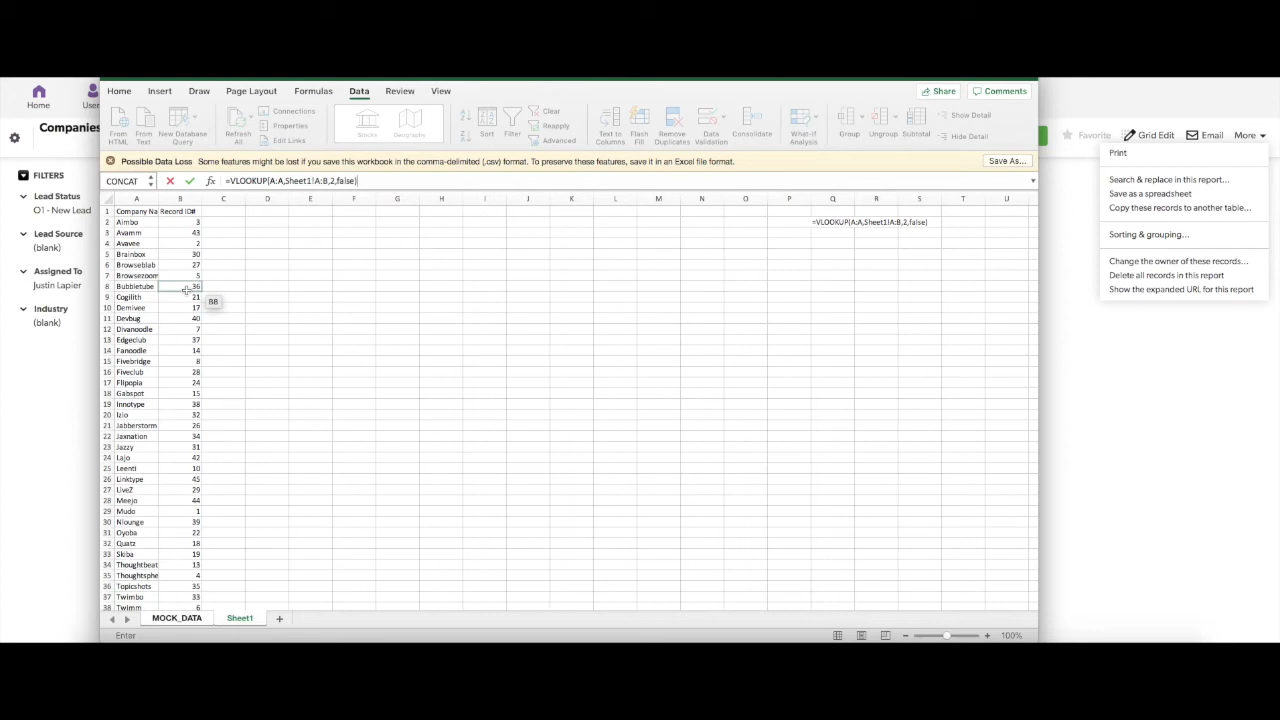 Home
User
Companies
FILTERS
Lead Status
01 - New Lead
Lead Source
(blank)
Assigned To
Justin Lapier
Industry
(blank)
Home Insert Draw Page Layout Formulas Data Review View Share Comments
From HTML
From Text
New Database Query
Refresh All
Connections
Properties
Edit Links
Stocks
Geography
Sort
Filter
Clear
Reapply
Advanced
Text to Columns
Flash Fill
Remove Duplicates
Data Validation
Consolidate
What-If Analysis
Group
Ungroup
Subtotal
Show Detail
Hide Detail
Possible Data Loss Some features might be lost if you save this workbook in the comma-delimited (.csv) format. To preserve these features, save it in an Excel file format. Save As...
CONCAT fx =VLOOKUP(A:A,Sheet1!A:B,2,false)
A B C D E F G H I J K L M N O P Q R S T U
1 Company Na Record ID#
2 Aimbo 3 =VLOOKUP(A:A,Sheet1!A:B,2,false)
3 Avamm 43
4 Avavee 2
5 Brainbox 30
6 Browseblab 27
7 Browsezoom 5
8 Bubbletube 36
9 Cogilith 21
B8
10 Demivee 17
11 Devbug 40
12 Divanoodle 7
13 Edgeclub 37
14 Fanoodle 14
15 Fivebridge 8
16 Fiveclub 28
17 Flipopia 24
18 Gabspot 15
19 Innotype 38
20 Izio 32
21 Jabberstorm 26
22 Jaxnation 34
23 Jazzy 31
24 Lajo 42
25 Leenti 10
26 Linktype 45
27 LiveZ 29
28 Meejo 44
29 Mudo 1
30 Nlounge 39
31 Oyoba 22
32 Quatz 18
33 Skiba 19
34 Thoughtbeat 13
35 Thoughtsphe 4
36 Topicshots 35
37 Twimbo 33
38 Twimm 6
MOCK_DATA Sheet1 +
Enter 100%
Favorite Grid Edit Email More
Print
Search & replace in this report...
Save as a spreadsheet
Copy these records to another table...
Sorting & grouping...
Change the owner of these records...
Delete all records in this report
Show the expanded URL for this report